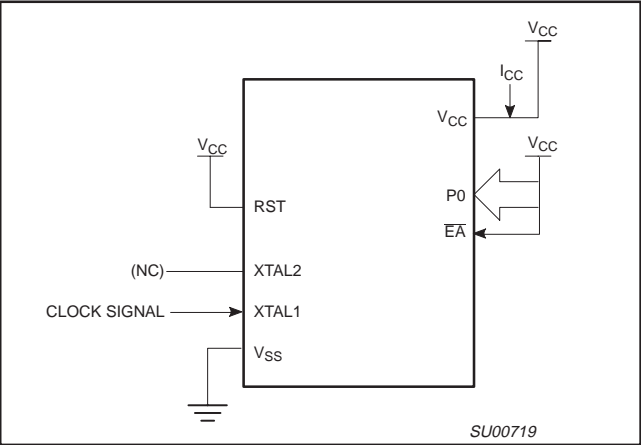 VCC
ICC
VCC
VCC
VCC
P0
RST
EA
(NC)
XTAL2
CLOCK SIGNAL
XTAL1
VSS
SU00719